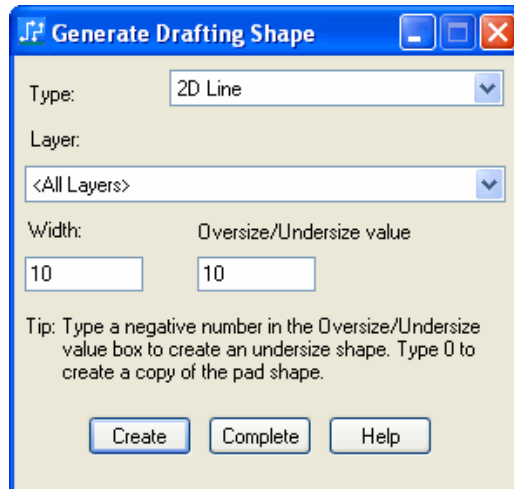 Generate Drafting Shape
Type: 2D Line
Layer:
<All Layers>
Width: Oversize/Undersize value
10 10
Tip: Type a negative number in the Oversize/Undersize
value box to create an undersize shape. Type 0 to
create a copy of the pad shape.
Create Complete Help